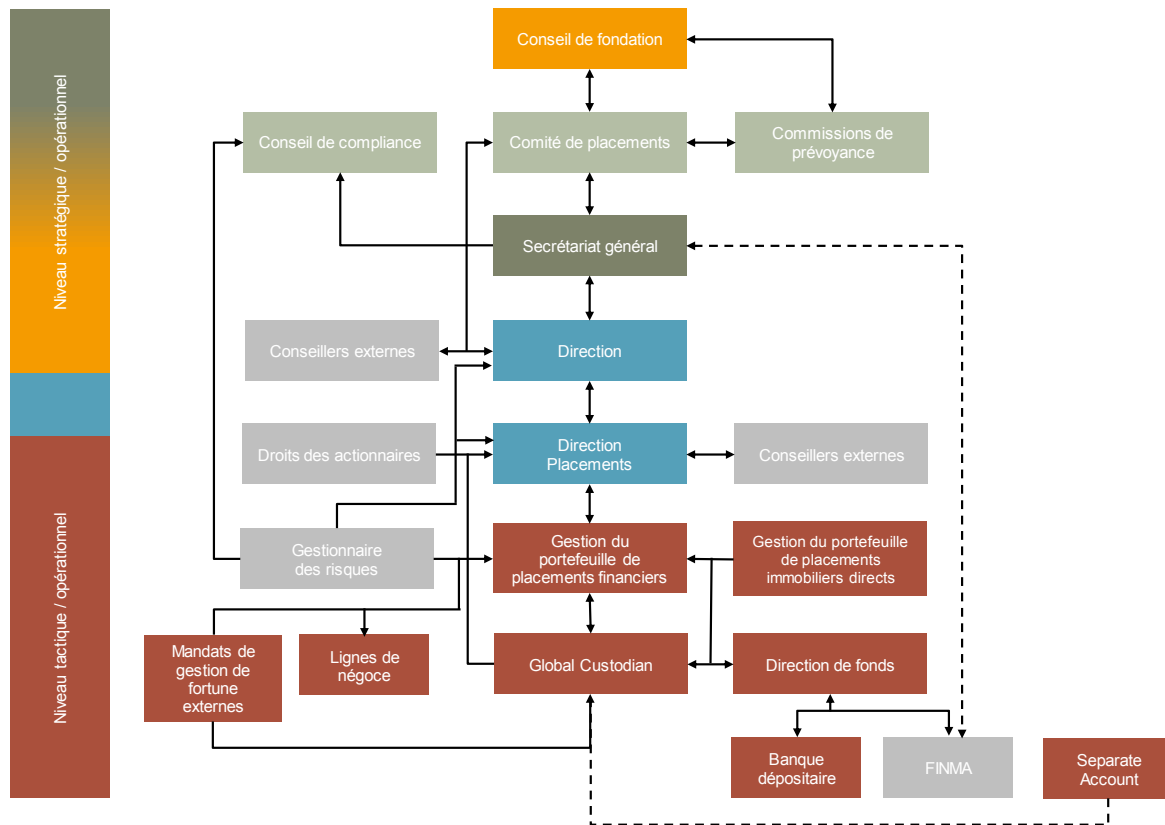 Niveau stratégique / opérationnel
Conseil de fondation
Conseil de compliance
Comité de placements
Commissions de
prévoyance
Secrétariat général
Conseillers externes
Direction
Niveau tactique / opérationnel
Droits des actionnaires
Direction
Placements
Conseillers externes
Gestionnaire
des risques
Gestion du
portefeuille de
placements financiers
Gestion du portefeuille
de placements
immobiliers directs
Mandats de
gestion de
fortune
externes
Lignes de
négoce
Global Custodian
Direction de fonds
Banque
dépositaire
FINMA
Separate
Account